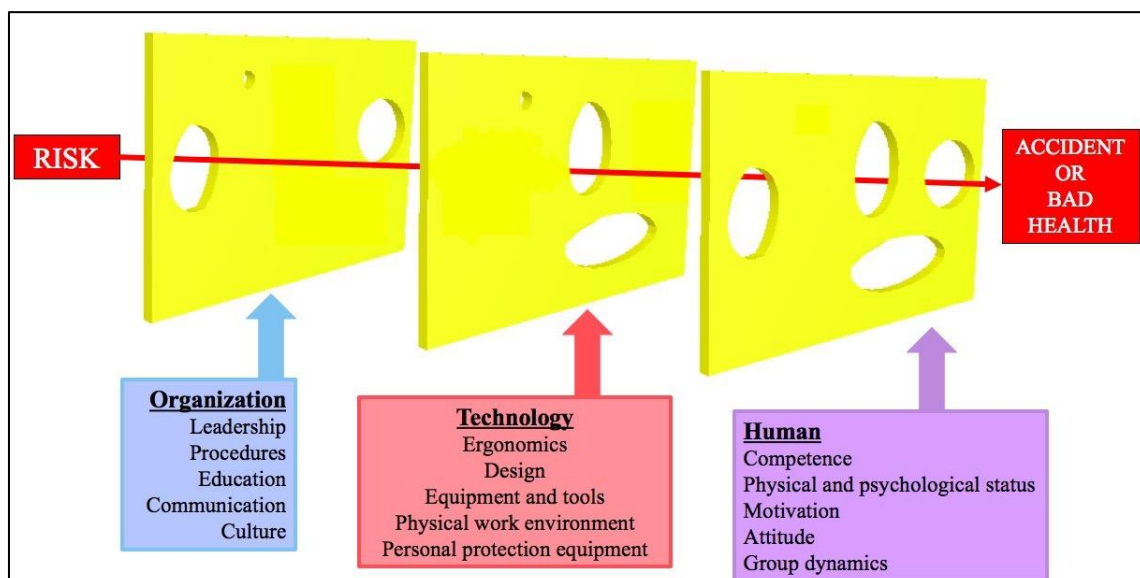 RISK
ACCIDENT
OR
BAD
HEALTH
Organization
Leadership
Procedures
Education
Communication
Culture
Technology
Ergonomics
Design
Equipment and tools
Physical work environment
Personal protection equipment
Human
Competence
Physical and psychological status
Motivation
Attitude
Group dynamics